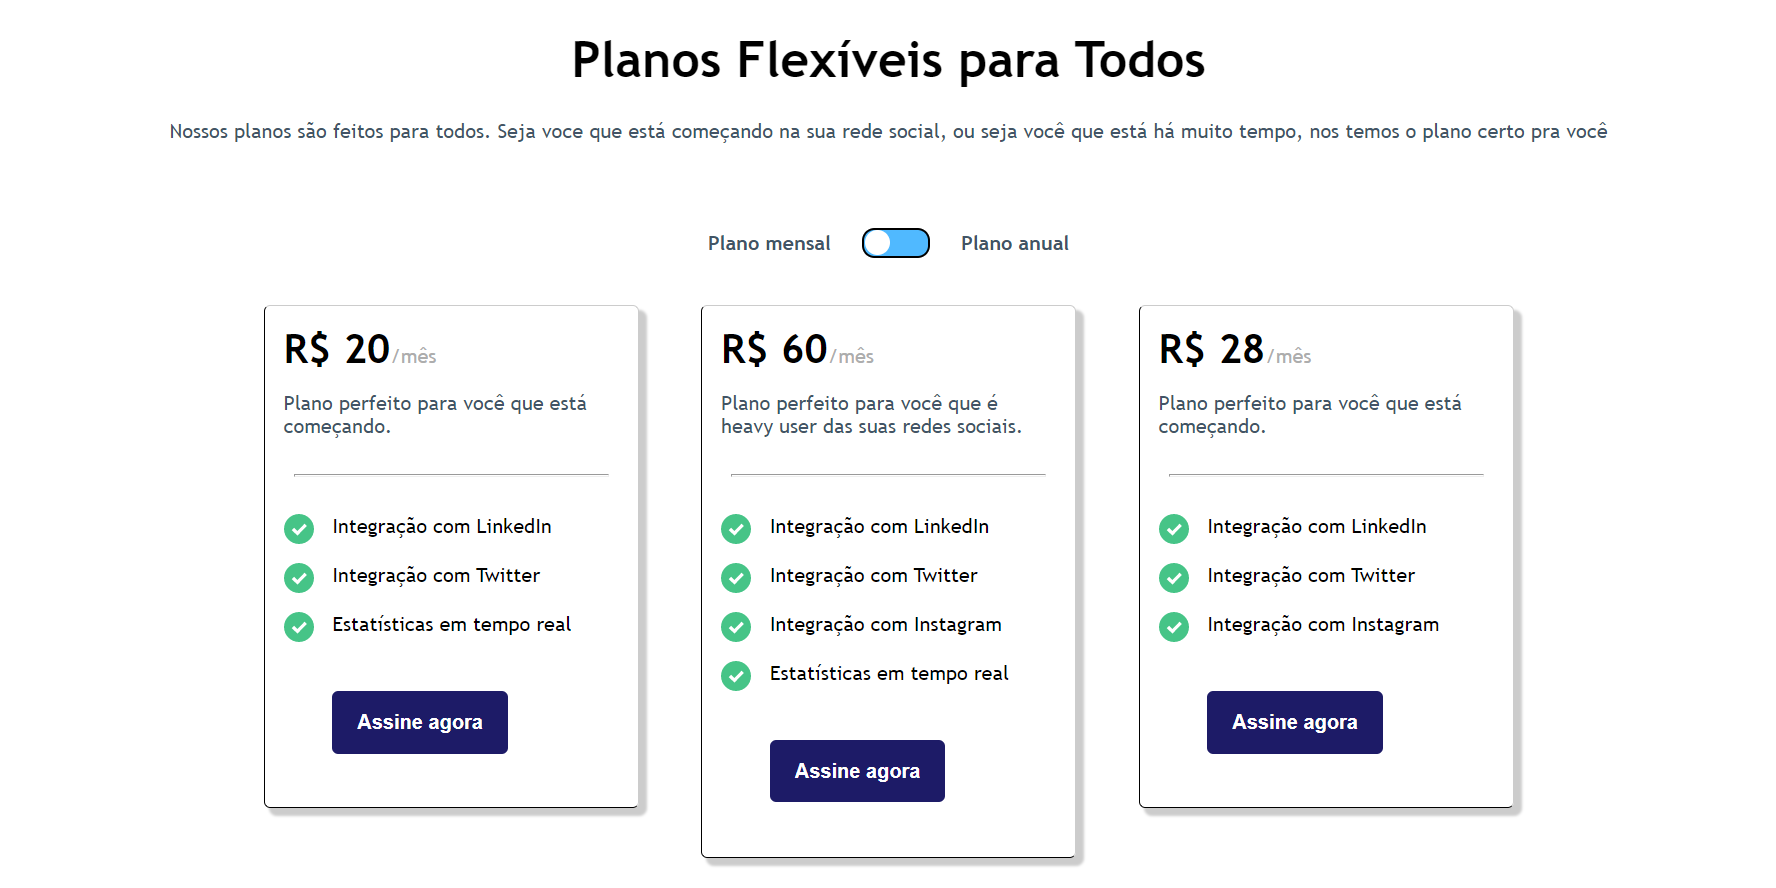 Planos Flexíveis para Todos
Nossos planos são feitos para todos. Seja voce que está começando na sua rede social, ou seja você que está há muito tempo, nos temos o plano certo pra você
Plano mensal
Plano anual
R$ 20/mês
Plano perfeito para você que está
começando.
Integração com LinkedIn
Integração com Twitter
Estatísticas em tempo real
Assine agora
R$ 60/mês
Plano perfeito para você que é
heavy user das suas redes sociais.
Integração com LinkedIn
Integração com Twitter
Integração com Instagram
Estatísticas em tempo real
Assine agora
R$ 28/mês
Plano perfeito para você que está
começando.
Integração com LinkedIn
Integração com Twitter
Integração com Instagram
Assine agora